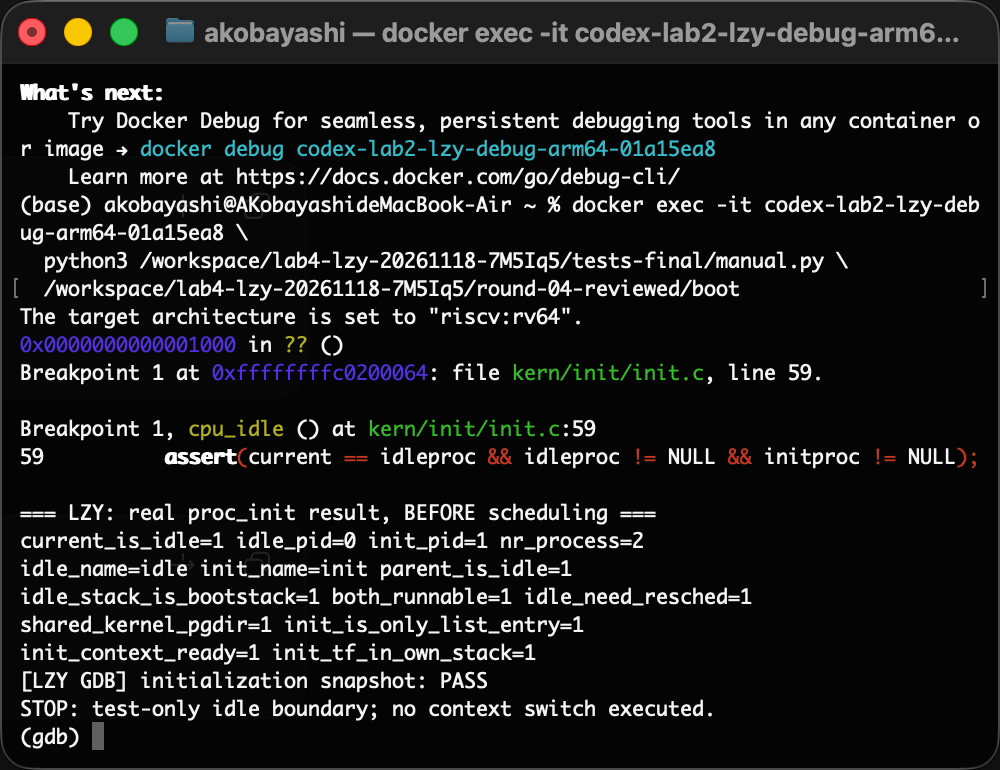 akobayashi — docker exec -it codex-lab2-lzy-debug-arm6...
What's next:
    Try Docker Debug for seamless, persistent debugging tools in any container o
r image → docker debug codex-lab2-lzy-debug-arm64-01a15ea8
    Learn more at https://docs.docker.com/go/debug-cli/
(base) akobayashi@AKobayashideMacBook-Air ~ % docker exec -it codex-lab2-lzy-deb
ug-arm64-01a15ea8 \
  python3 /workspace/lab4-lzy-20261118-7M5Iq5/tests-final/manual.py \
[  /workspace/lab4-lzy-20261118-7M5Iq5/round-04-reviewed/boot ]
The target architecture is set to "riscv:rv64".
0x0000000000001000 in ?? ()
Breakpoint 1 at 0xffffffffc0200064: file kern/init/init.c, line 59.

Breakpoint 1, cpu_idle () at kern/init/init.c:59
59          assert(current == idleproc && idleproc != NULL && initproc != NULL);

=== LZY: real proc_init result, BEFORE scheduling ===
current_is_idle=1 idle_pid=0 init_pid=1 nr_process=2
idle_name=idle init_name=init parent_is_idle=1
idle_stack_is_bootstack=1 both_runnable=1 idle_need_resched=1
shared_kernel_pgdir=1 init_is_only_list_entry=1
init_context_ready=1 init_tf_in_own_stack=1
[LZY GDB] initialization snapshot: PASS
STOP: test-only idle boundary; no context switch executed.
(gdb)